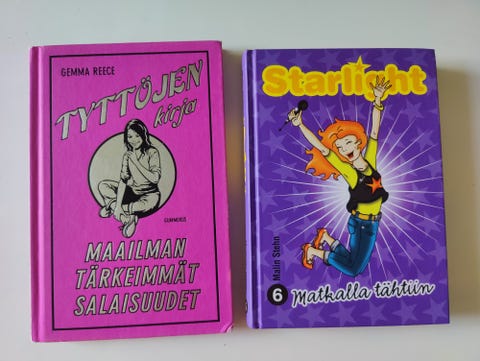 GEMMA REECE
TYTTÖJEN
kirja
GUMMERUS
MAAILMAN
TÄRKEIMMÄT
SALAISUUDET
Starlight
Malin Stehn
6
Matkalla tähtiin